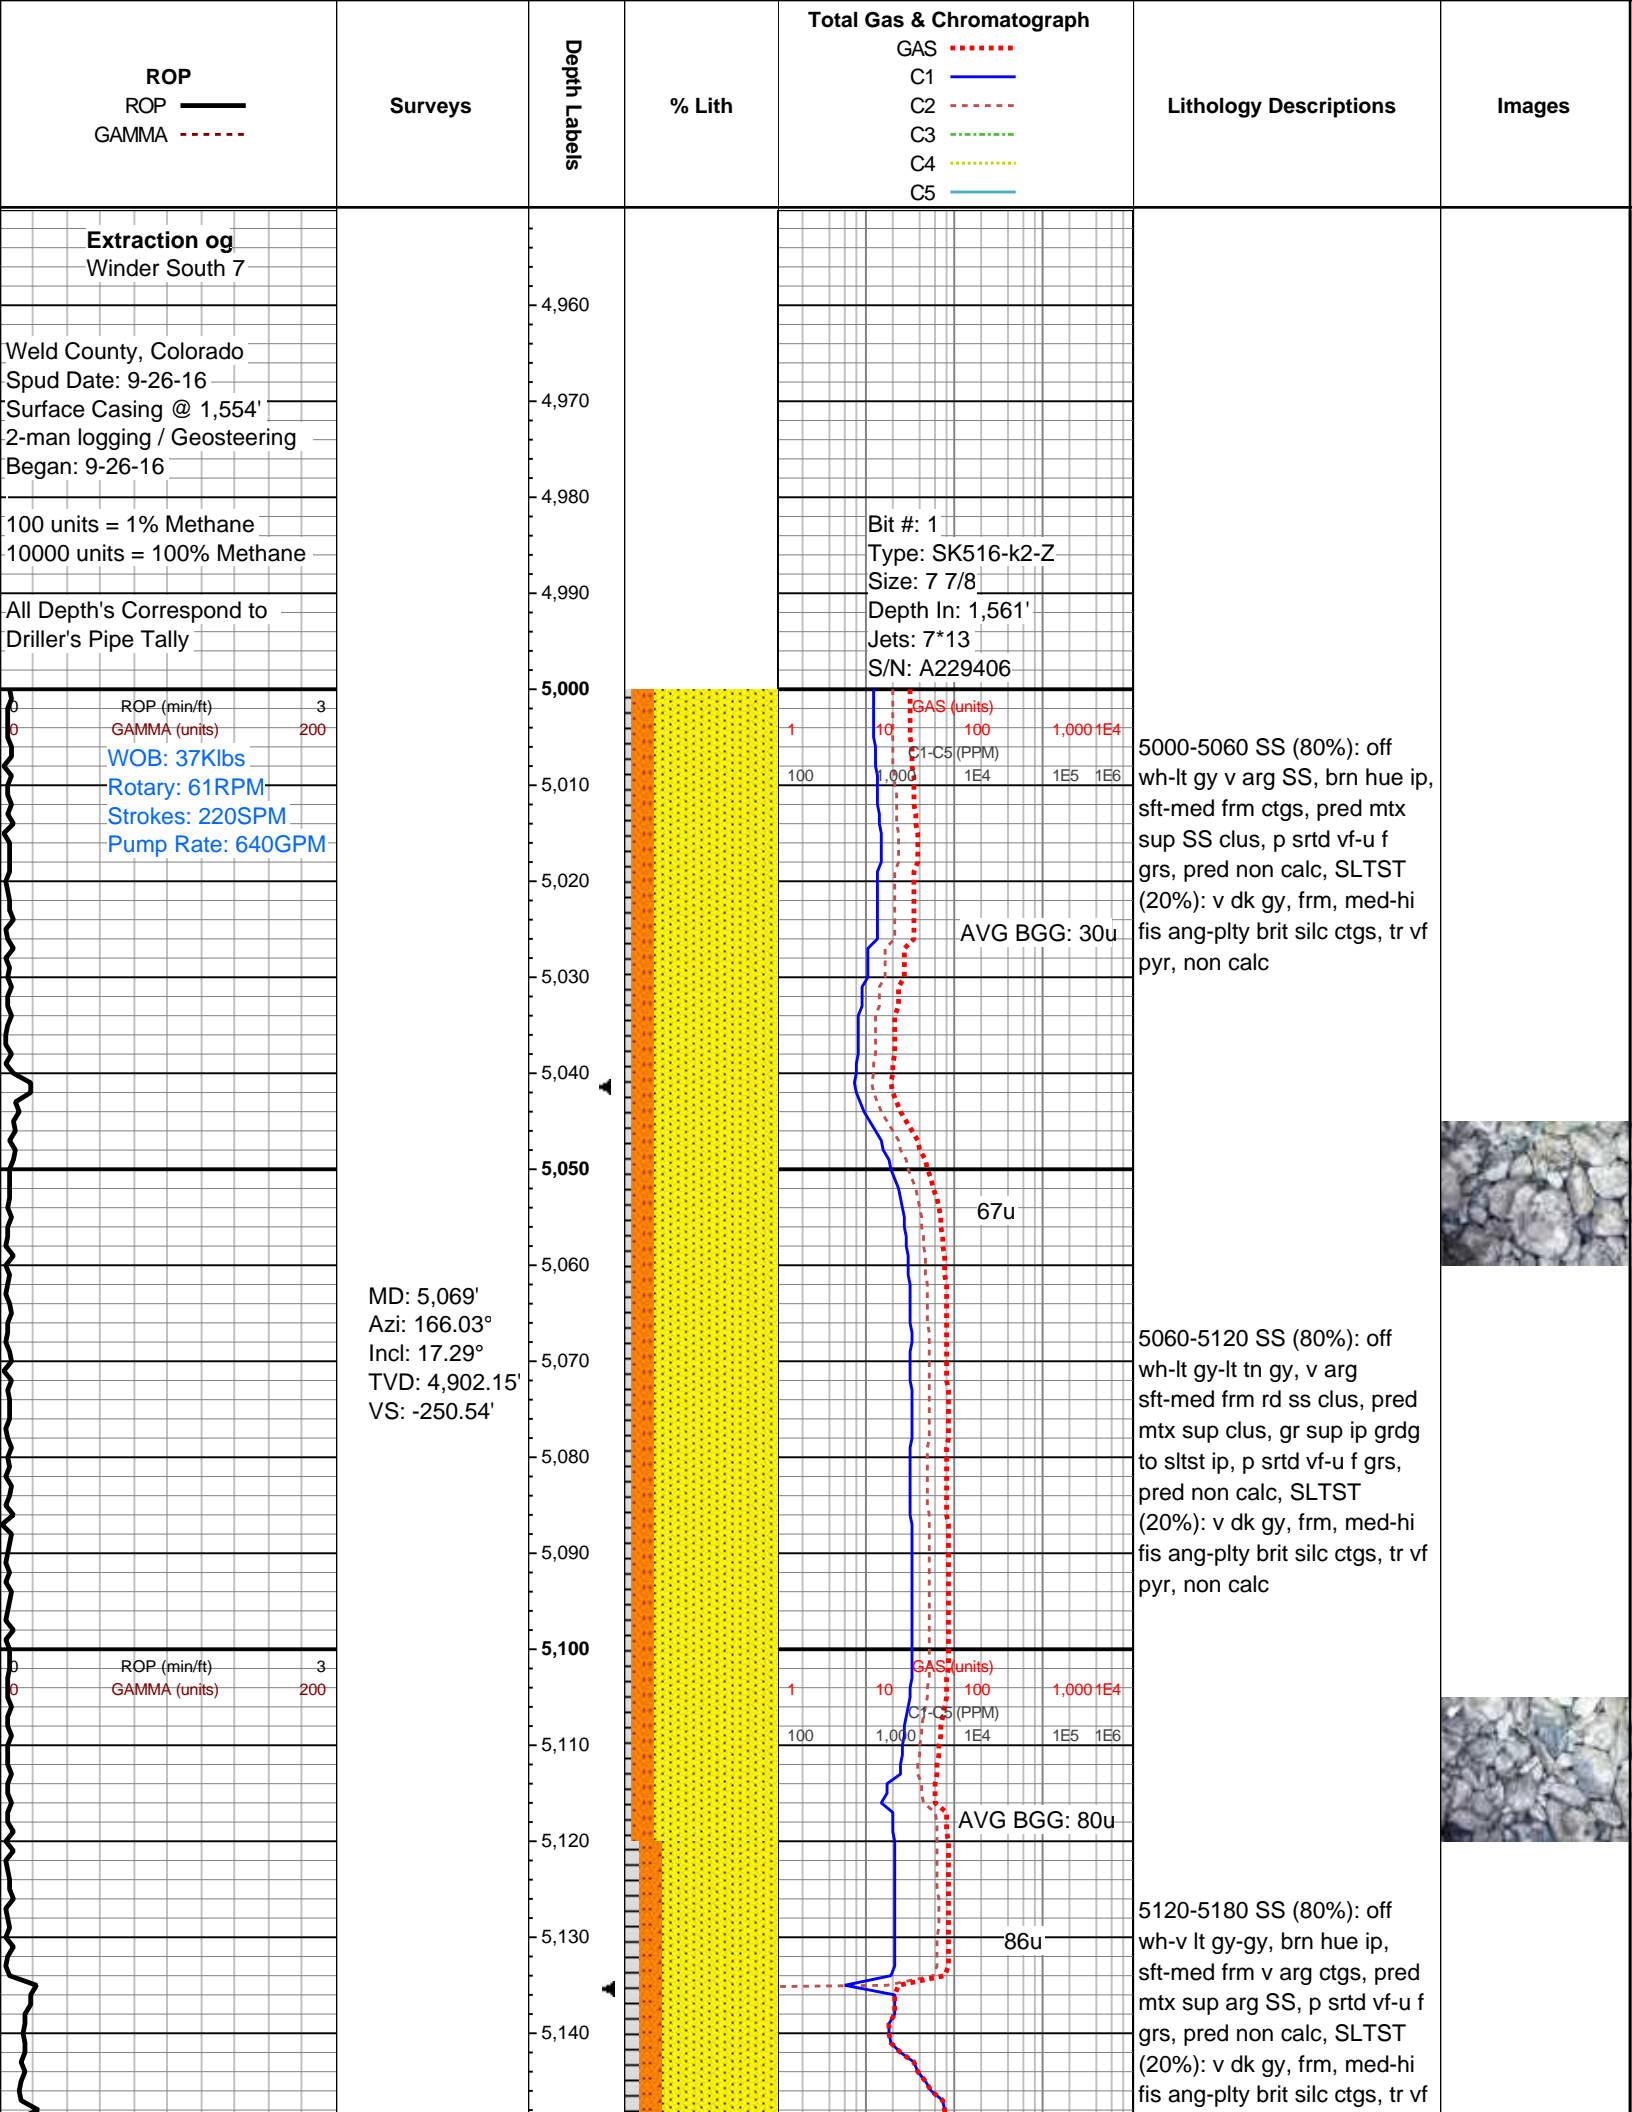 ROP
ROP
GAMMA
Surveys
Depth Labels
% Lith
Total Gas & Chromatograph
GAS
C1
C2
C3
C4
C5
Lithology Descriptions
Images
Extraction og
Winder South 7
Weld County, Colorado
Spud Date: 9-26-16
Surface Casing @ 1,554'
2-man logging / Geosteering
Began: 9-26-16
100 units = 1% Methane
10000 units = 100% Methane
All Depth's Correspond to
Driller's Pipe Tally
0 ROP (min/ft) 3
0 GAMMA (units) 200
WOB: 37Klbs
Rotary: 61RPM
Strokes: 220SPM
Pump Rate: 640GPM
0 ROP (min/ft) 3
0 GAMMA (units) 200
MD: 5,069'
Azi: 166.03°
Incl: 17.29°
TVD: 4,902.15'
VS: -250.54'
4,960
4,970
4,980
4,990
5,000
5,010
5,020
5,030
5,040
5,050
5,060
5,070
5,080
5,090
5,100
5,110
5,120
5,130
5,140
Bit #: 1
Type: SK516-k2-Z
Size: 7 7/8
Depth In: 1,561'
Jets: 7*13
S/N: A229406
GAS (units)
1 10 100 1,000 1E4
C1-C5 (PPM)
100 1,000 1E4 1E5 1E6
AVG BGG: 30u
67u
GAS (units)
1 10 100 1,000 1E4
C1-C5 (PPM)
100 1,000 1E4 1E5 1E6
AVG BGG: 80u
86u
5000-5060 SS (80%): off
wh-lt gy v arg SS, brn hue ip,
sft-med frm ctgs, pred mtx
sup SS clus, p srtd vf-u f
grs, pred non calc, SLTST
(20%): v dk gy, frm, med-hi
fis ang-plty brit silc ctgs, tr vf
pyr, non calc
5060-5120 SS (80%): off
wh-lt gy-lt tn gy, v arg
sft-med frm rd ss clus, pred
mtx sup clus, gr sup ip grdg
to sltst ip, p srtd vf-u f grs,
pred non calc, SLTST
(20%): v dk gy, frm, med-hi
fis ang-plty brit silc ctgs, tr vf
pyr, non calc
5120-5180 SS (80%): off
wh-v lt gy-gy, brn hue ip,
sft-med frm v arg ctgs, pred
mtx sup arg SS, p srtd vf-u f
grs, pred non calc, SLTST
(20%): v dk gy, frm, med-hi
fis ang-plty brit silc ctgs, tr vf